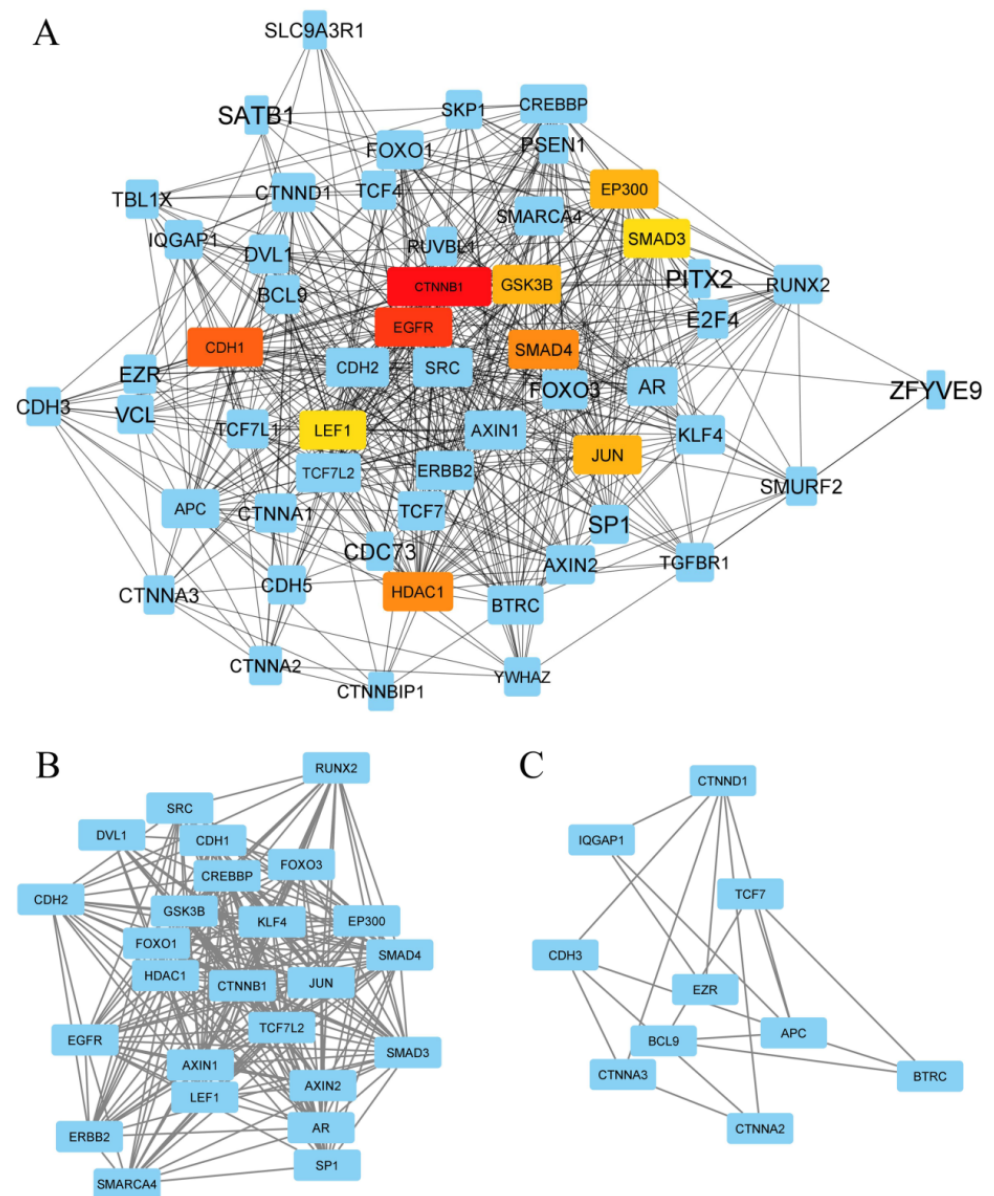 A
SLC9A3R1
SATB1
SKP1
CREBBP
FOXO1
PSEN1
TBL1X
CTNND1
TCF4
EP300
IQGAP1
SMARCA4
DVL1
RUVBL1
SMAD3
BCL9
CTNNB1
GSK3B
PITX2
RUNX2
EGFR
E2F4
CDH1
SMAD4
EZR
CDH2
SRC
FOXO3
AR
ZFYVE9
CDH3
VCL
TCF7L1
LEF1
AXIN1
KLF4
TCF7L2
ERBB2
JUN
SMURF2
APC
CTNNA1
TCF7
SP1
CDC73
AXIN2
TGFBR1
CTNNA3
CDH5
HDAC1
BTRC
CTNNA2
CTNNBIP1
YWHAZ
B
RUNX2
SRC
DVL1
CDH1
FOXO3
CREBBP
CDH2
GSK3B
KLF4
EP300
FOXO1
SMAD4
HDAC1
CTNNB1
JUN
TCF7L2
EGFR
SMAD3
AXIN1
AXIN2
LEF1
AR
ERBB2
SP1
SMARCA4
C
CTNND1
IQGAP1
TCF7
CDH3
EZR
APC
BCL9
CTNNA3
BTRC
CTNNA2